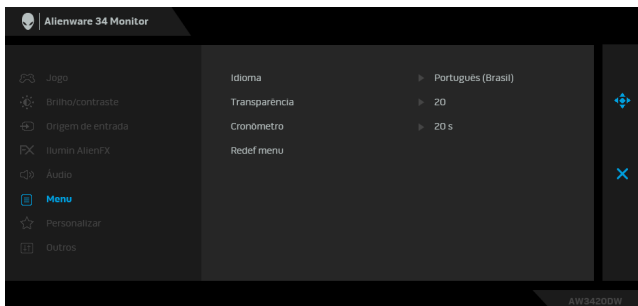 Alienware 34 Monitor
Jogo
Brilho/contraste
Origem de entrada
Ilumin AlienFX
Áudio
Menu
Personalizar
Outros
Idioma Português (Brasil)
Transparência 20
Cronômetro 20 s
Redef menu
AW3420DW